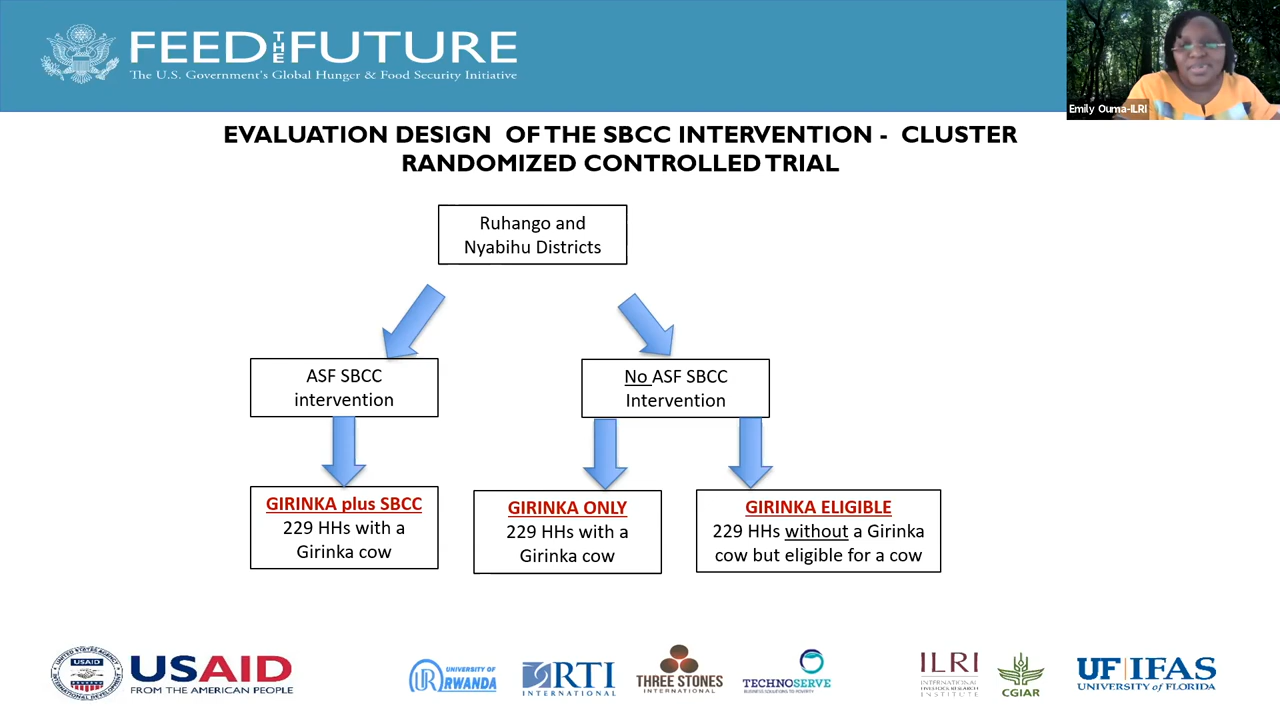 FEED THE FUTURE
The U.S. Government's Global Hunger & Food Security Initiative
Emily Ouma-ILRI
EVALUATION DESIGN OF THE SBCC INTERVENTION - CLUSTER
RANDOMIZED CONTROLLED TRIAL
Ruhango and
Nyabihu Districts
ASF SBCC
intervention
No ASF SBCC
Intervention
GIRINKA plus SBCC
229 HHs with a
Girinka cow
GIRINKA ONLY
229 HHs with a
Girinka cow
GIRINKA ELIGIBLE
229 HHs without a Girinka
cow but eligible for a cow
USAID
USAID
FROM THE AMERICAN PEOPLE
UR
UNIVERSITY OF
RWANDA
RTI
INTERNATIONAL
THREE STONES
INTERNATIONAL
TECHNOSERVE
BUSINESS SOLUTIONS TO POVERTY
ILRI
INTERNATIONAL
LIVESTOCK RESEARCH
INSTITUTE
CGIAR
UF IFAS
UNIVERSITY of FLORIDA